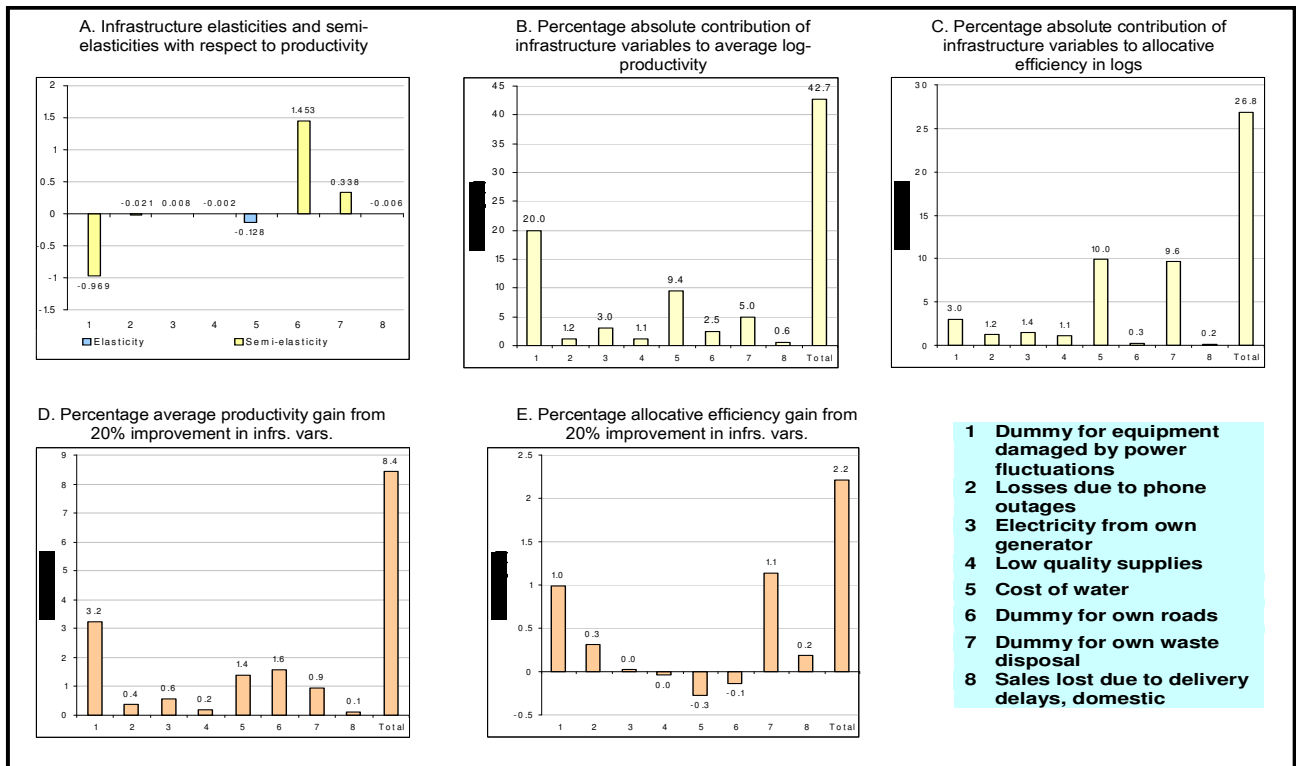 A. Infrastructure elasticities and semi-
elasticities with respect to productivity
2
1.5
1
0.5
0
-0.5
-1
-1.5
1.453
0.338
-0.021 0.008 -0.002 -0.006
-0.128
-0.969
1 2 3 4 5 6 7 8
Elasticity Semi-elasticity
B. Percentage absolute contribution of
infrastructure variables to average log-
productivity
45
40
35
30
25
20
15
10
5
0
20.0 1.2 3.0 1.1 9.4 2.5 5.0 0.6 42.7
1 2 3 4 5 6 7 8 Total
C. Percentage absolute contribution of
infrastructure variables to allocative
efficiency in logs
30
25
20
15
10
5
0
3.0 1.2 1.4 1.1 10.0 0.3 9.6 0.2 26.8
1 2 3 4 5 6 7 8 Total
D. Percentage average productivity gain from
20% improvement in infrs. vars.
9
8
7
6
5
4
3
2
1
0
3.2 0.4 0.6 0.2 1.4 1.6 0.9 0.1 8.4
1 2 3 4 5 6 7 8 Total
E. Percentage allocative efficiency gain from
20% improvement in infrs. vars.
2.5
2
1.5
1
0.5
0
-0.5
1.0 0.3 0.0 0.0 -0.3 -0.1 1.1 0.2 2.2
1 2 3 4 5 6 7 8 Total
1 Dummy for equipment
damaged by power
fluctuations
2 Losses due to phone
outages
3 Electricity from own
generator
4 Low quality supplies
5 Cost of water
6 Dummy for own roads
7 Dummy for own waste
disposal
8 Sales lost due to delivery
delays, domestic